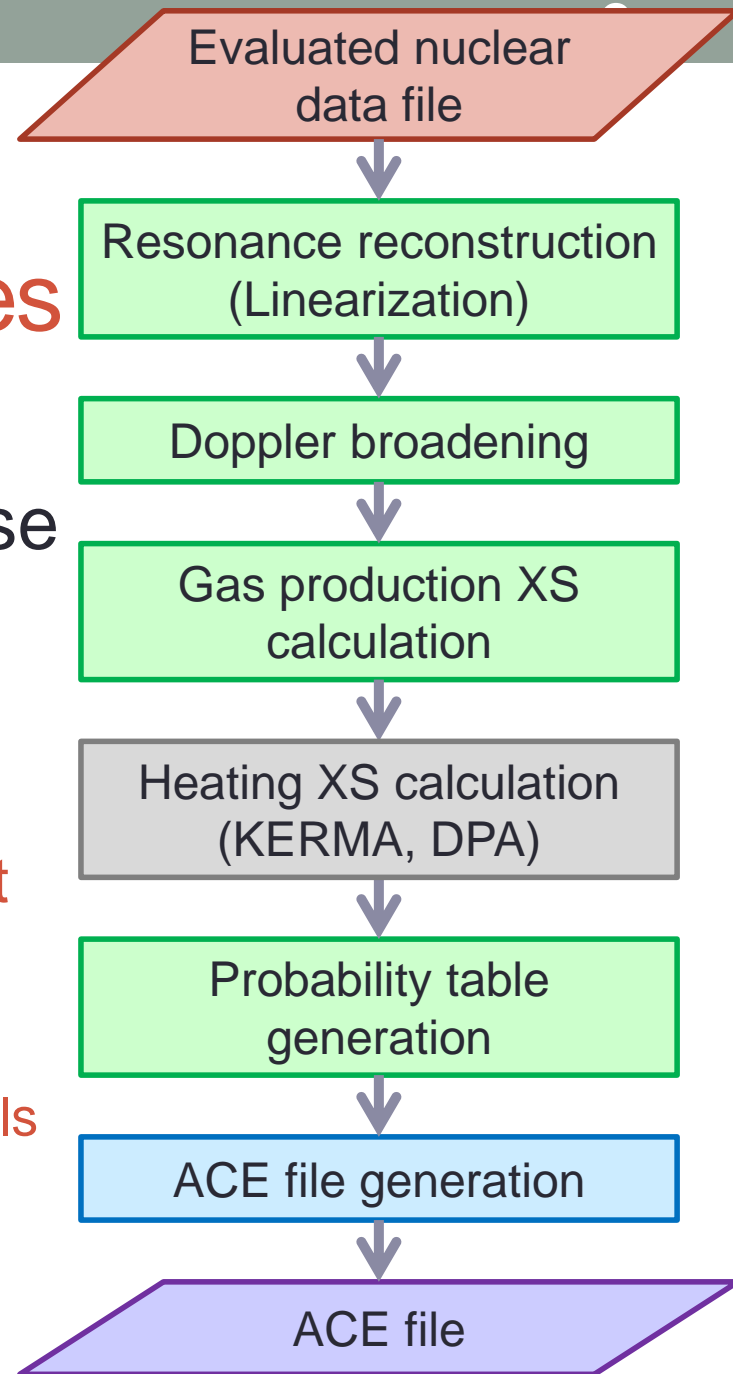 Evaluated nuclear
data file
Resonance reconstruction
(Linearization)
es
Doppler broadening
se
Gas production XS
calculation
Heating XS calculation
(KERMA, DPA)
t
Probability table
generation
ls
ACE file generation
ACE file